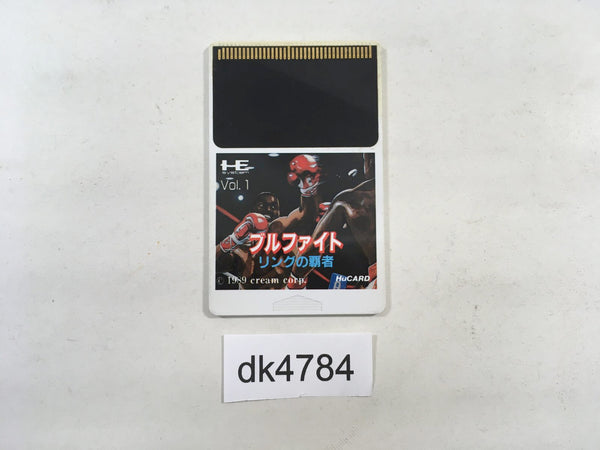 HE
system
Vol. 1
ブルファイト
リングの覇者
© 1989 cream corp.
HuCARD
dk4784